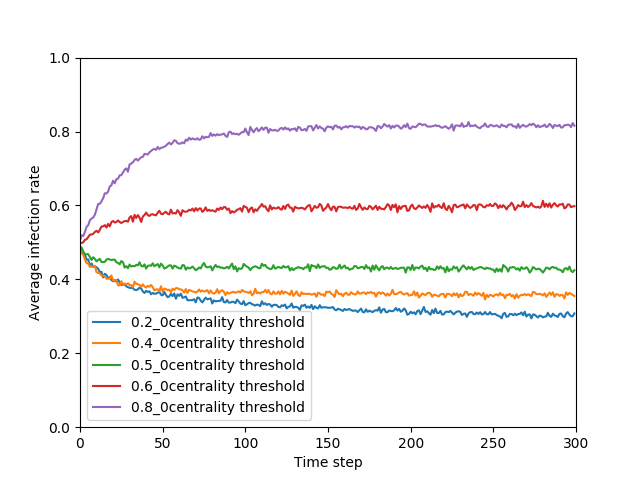 1.0
0.8
0.6
0.4
0.2
0.0
Average infection rate
0.2_0centrality threshold
0.4_0centrality threshold
0.5_0centrality threshold
0.6_0centrality threshold
0.8_0centrality threshold
0 50 100 150 200 250 300
Time step